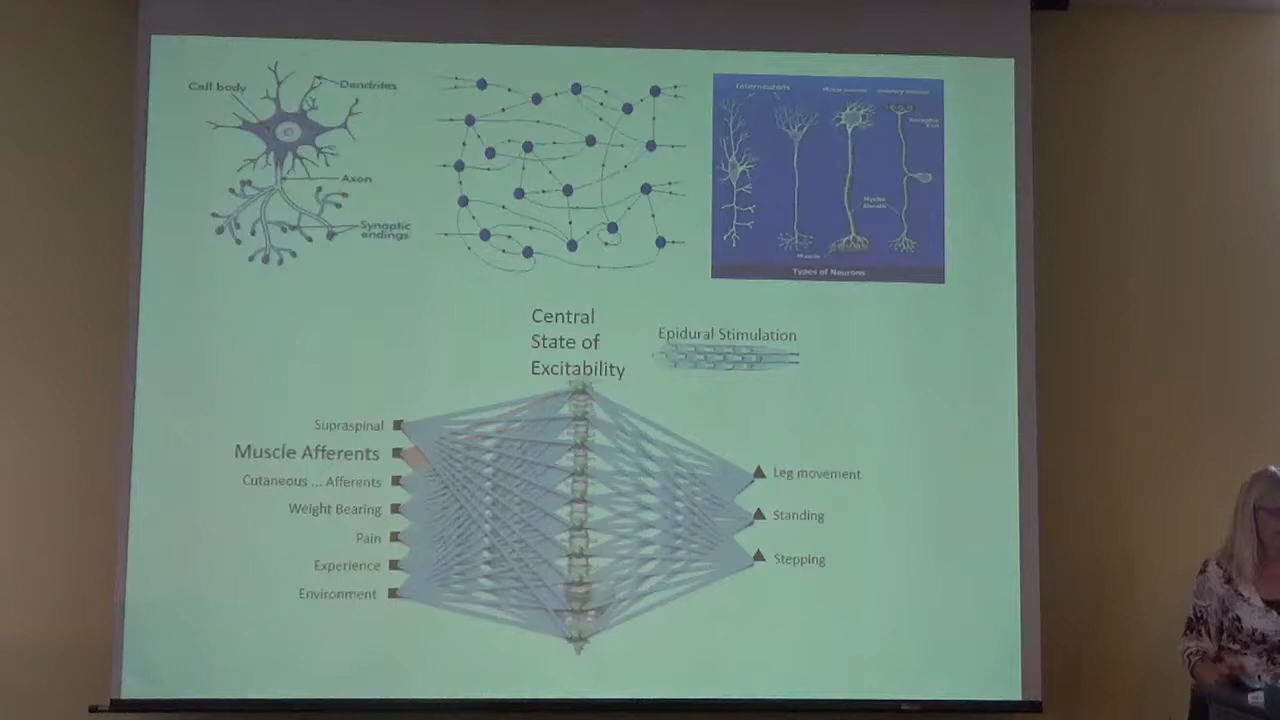 Cell body
Dendrites
Axon
Synaptic
endings
Interneurons
Types of Neurons
Central
State of
Excitability
Epidural Stimulation
Supraspinal
Muscle Afferents
Cutaneous ... Afferents
Weight Bearing
Pain
Experience
Environment
Leg movement
Standing
Stepping